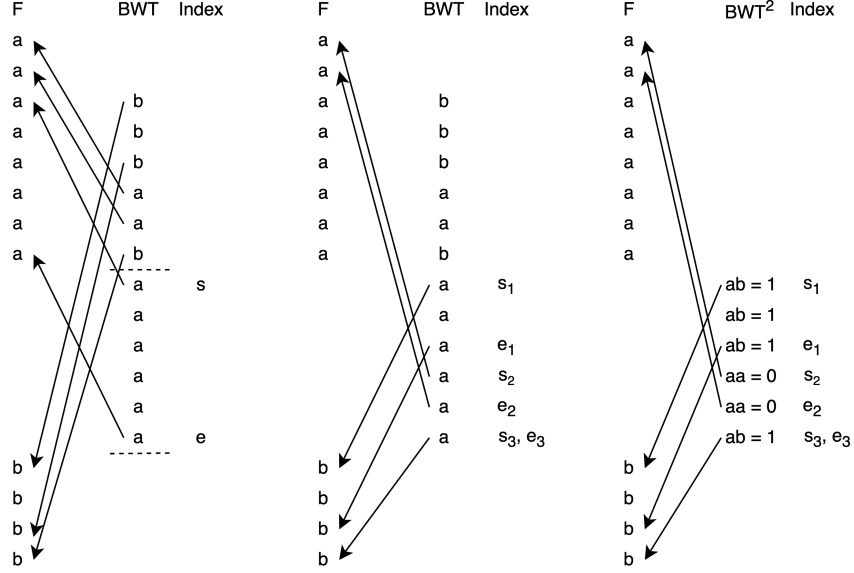 F BWT Index F BWT Index F BWT² Index
a a a
a a a
a b a b a
a b a b a
a b a b a
a a a a a
a a a a a
a b a b a
a s a s₁ ab = 1 s₁
a a ab = 1
a a e₁ ab = 1 e₁
a a s₂ aa = 0 s₂
a a e₂ aa = 0 e₂
a e a s₃, e₃ ab = 1 s₃, e₃
b b b
b b b
b b b
b b b